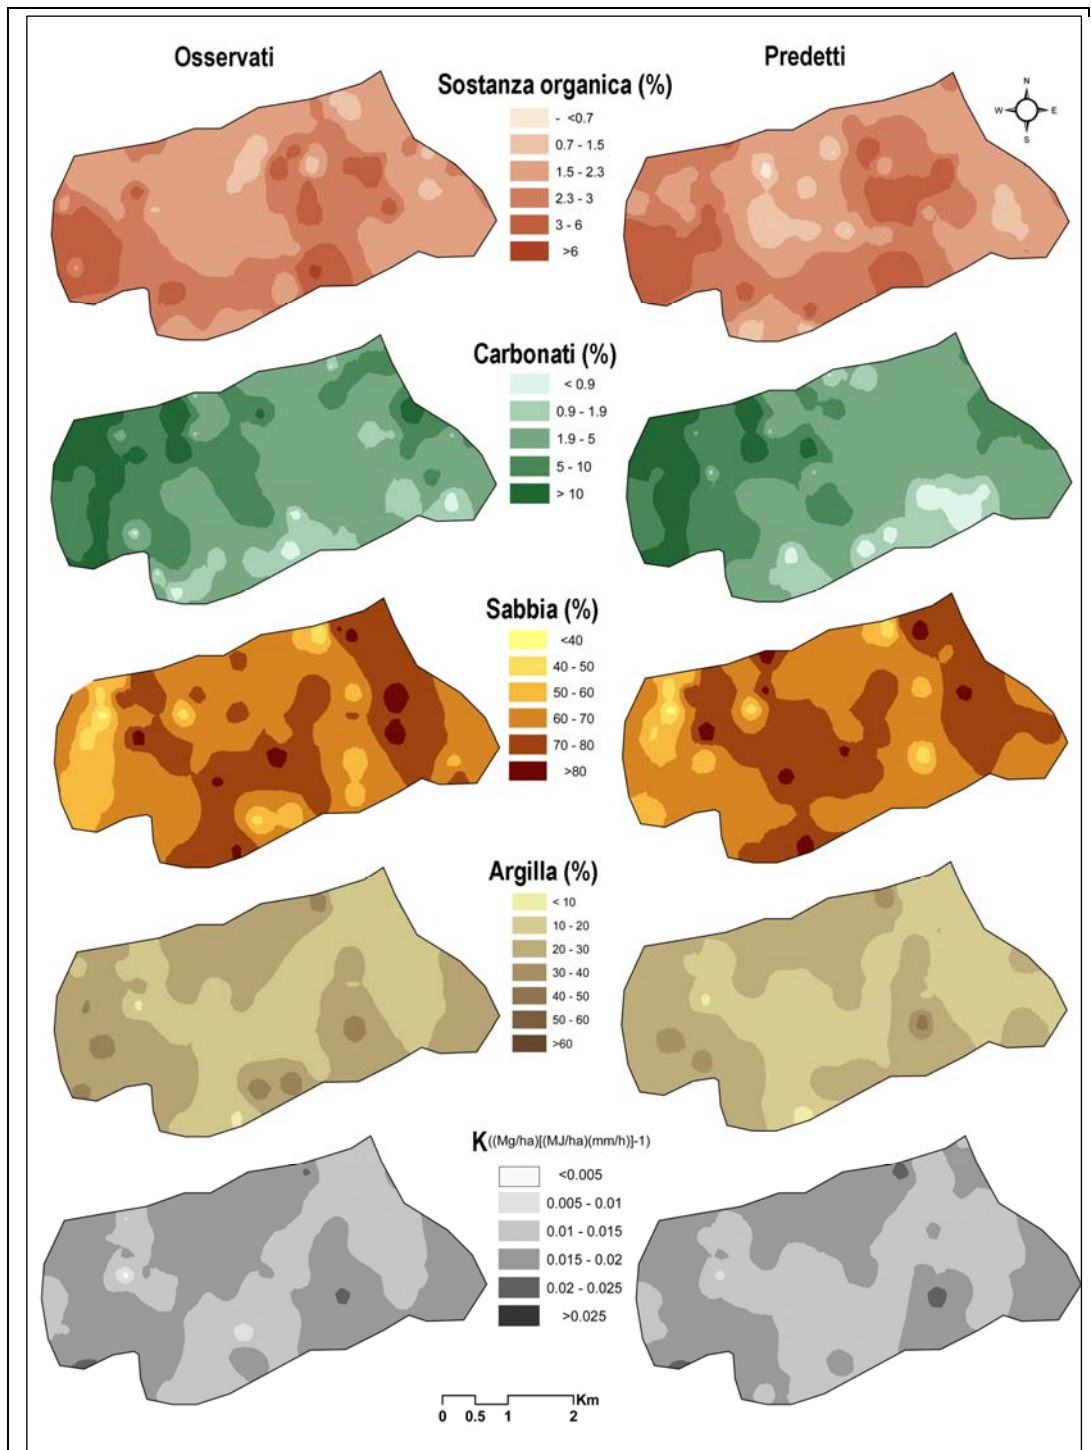 Osservati
Predetti
Sostanza organica (%)
- <0.7
0.7 - 1.5
1.5 - 2.3
2.3 - 3
3 - 6
>6
N
W E
S
Carbonati (%)
< 0.9
0.9 - 1.9
1.9 - 5
5 - 10
> 10
Sabbia (%)
<40
40 - 50
50 - 60
60 - 70
70 - 80
>80
Argilla (%)
< 10
10 - 20
20 - 30
30 - 40
40 - 50
50 - 60
>60
K((Mg/ha)[(MJ/ha)(mm/h)]-1)
<0.005
0.005 - 0.01
0.01 - 0.015
0.015 - 0.02
0.02 - 0.025
>0.025
Km
0 0.5 1 2